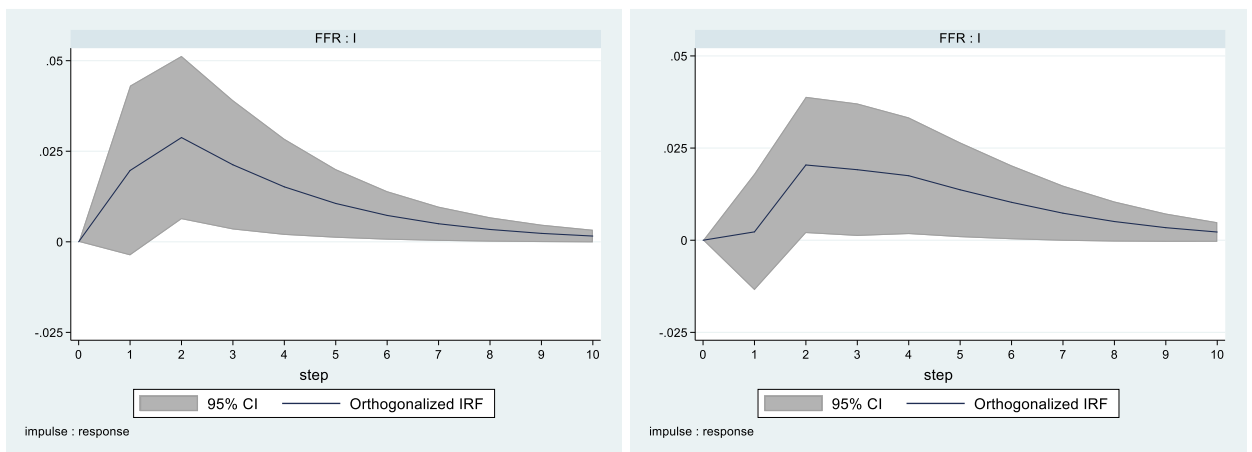 FFR : I
.05
.025
0
-.025
0 1 2 3 4 5 6 7 8 9 10
step
95% CI Orthogonalized IRF
impulse : response
FFR : I
.05
.025
0
-.025
0 1 2 3 4 5 6 7 8 9 10
step
95% CI Orthogonalized IRF
impulse : response